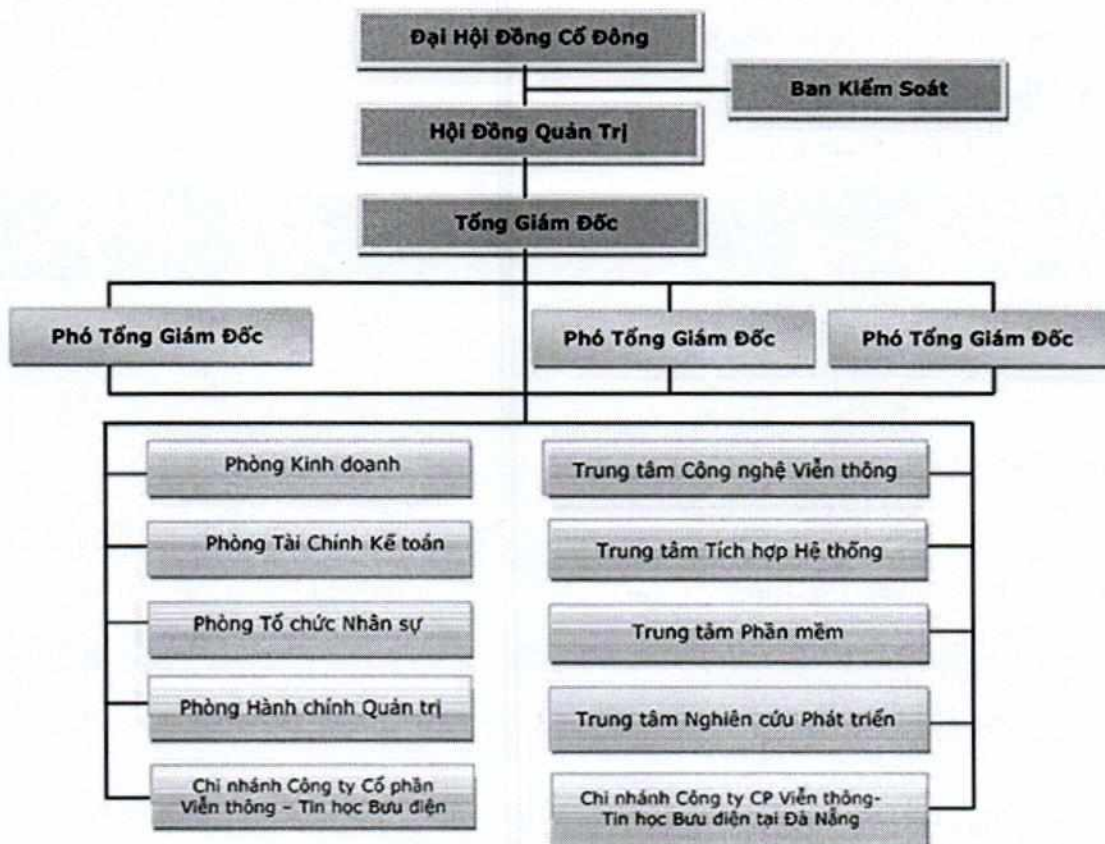 Đại Hội Đồng Cổ Đông
Ban Kiểm Soát
Hội Đồng Quản Trị
Tổng Giám Đốc
Phó Tổng Giám Đốc
Phó Tổng Giám Đốc
Phó Tổng Giám Đốc
Phòng Kinh doanh
Trung tâm Công nghệ Viễn thông
Phòng Tài Chính Kế toán
Trung tâm Tích hợp Hệ thống
Phòng Tổ chức Nhân sự
Trung tâm Phần mềm
Phòng Hành chính Quản trị
Trung tâm Nghiên cứu Phát triển
Chi nhánh Công ty Cổ phần
Viễn thông – Tin học Bưu điện
Chi nhánh Công ty CP Viễn thông-
Tin học Bưu điện tại Đà Nẵng